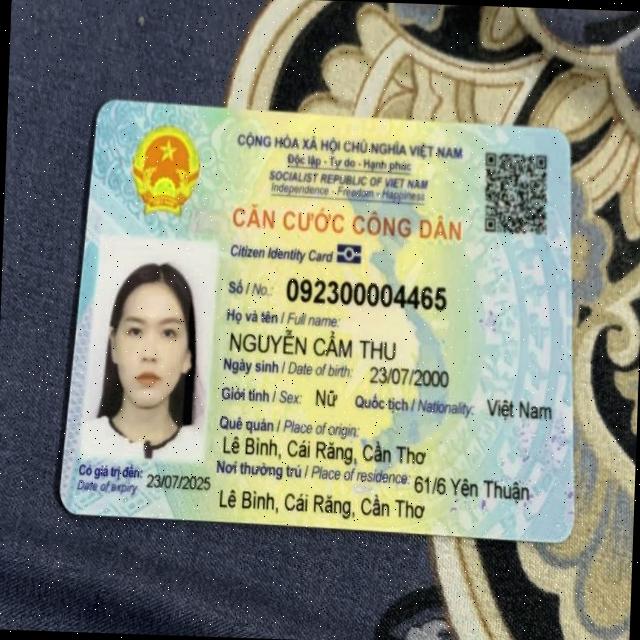 CỘNG HÒA XÃ HỘI CHỦ NGHĨA VIỆT NAM
Độc lập - Tự do - Hạnh phúc
SOCIALIST REPUBLIC OF VIET NAM
Independence - Freedom - Happiness
CĂN CƯỚC CÔNG DÂN
Citizen Identity Card
Số / No.: 092300004465
Họ và tên / Full name:
NGUYỄN CẨM THU
Ngày sinh / Date of birth: 23/07/2000
Giới tính / Sex: Nữ Quốc tịch / Nationality: Việt Nam
Quê quán / Place of origin:
Lê Bình, Cái Răng, Cần Thơ
Nơi thường trú / Place of residence: 61/6 Yên Thuận
Lê Bình, Cái Răng, Cần Thơ
Có giá trị đến: 23/07/2025
Date of expiry